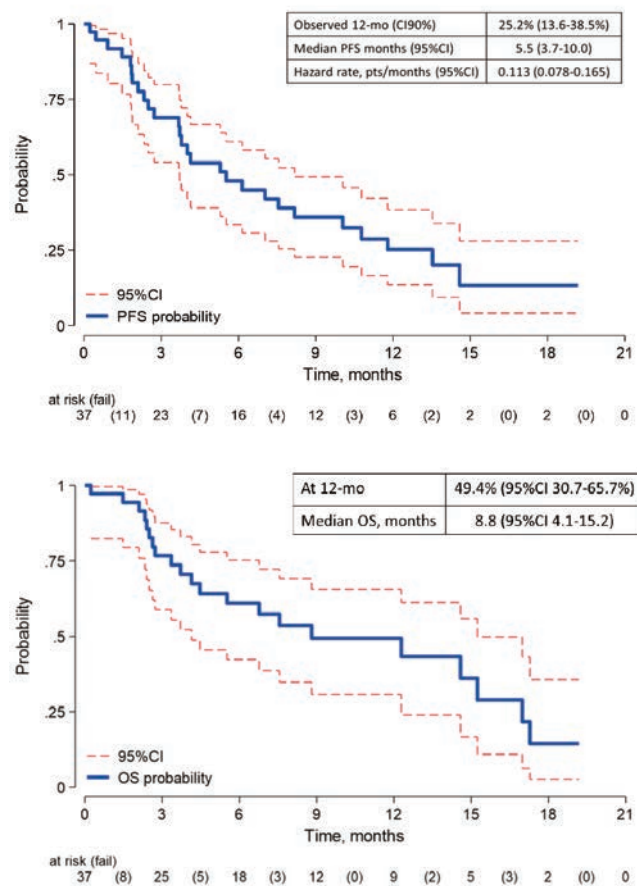 Observed 12-mo (CI90%) 25.2% (13.6-38.5%)
Median PFS months (95%CI) 5.5 (3.7-10.0)
Hazard rate, pts/months (95%CI) 0.113 (0.078-0.165)
1
.75
.5
.25
0
Probability
95%CI
PFS probability
0 3 6 9 12 15 18 21
Time, months
at risk (fail)
37 (11) 23 (7) 16 (4) 12 (3) 6 (2) 2 (0) 2 (0) 0
At 12-mo 49.4% (95%CI 30.7-65.7%)
Median OS, months 8.8 (95%CI 4.1-15.2)
1
.75
.5
.25
0
Probability
95%CI
OS probability
0 3 6 9 12 15 18 21
Time, months
at risk (fail)
37 (8) 25 (5) 18 (3) 12 (0) 9 (2) 5 (3) 2 (0) 0